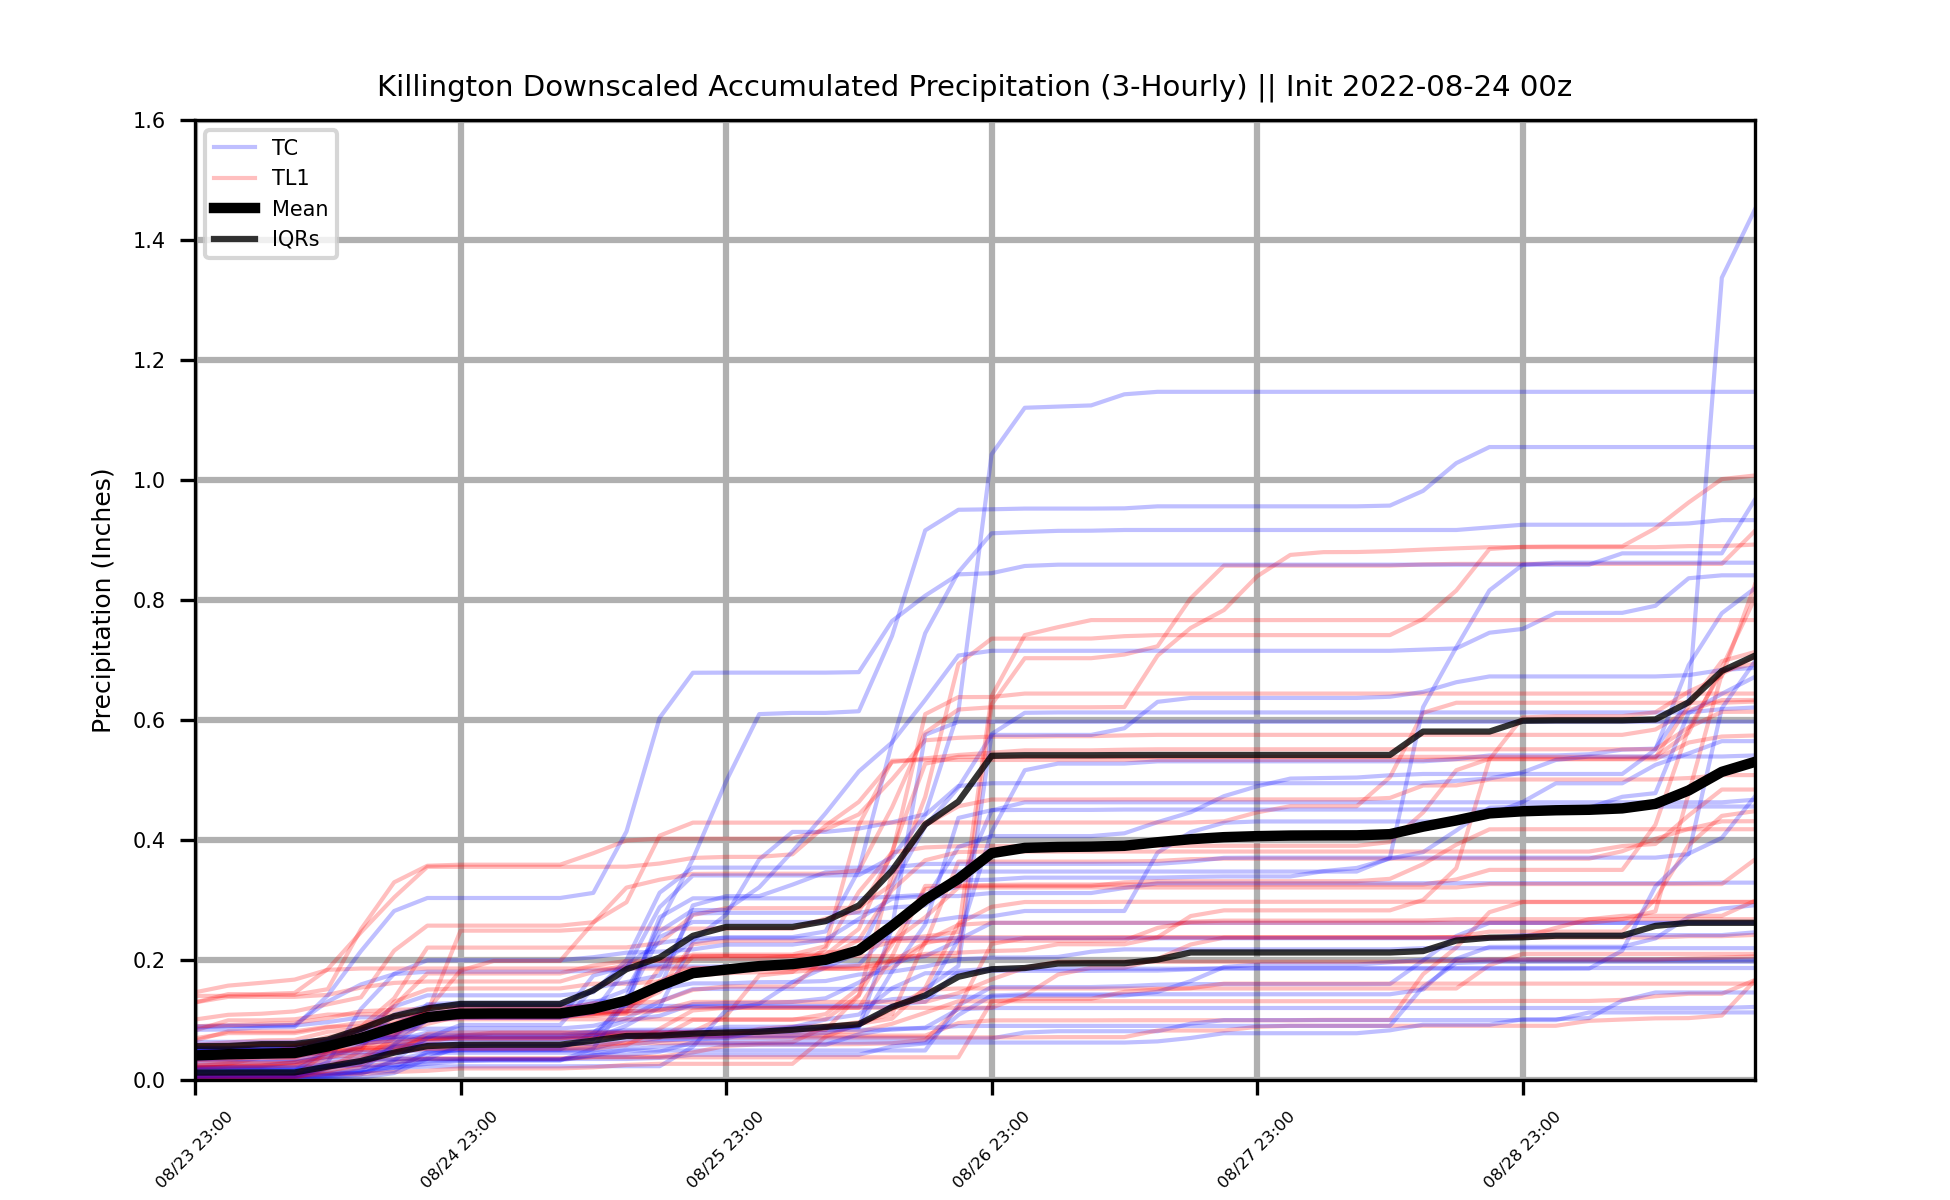 Killington Downscaled Accumulated Precipitation (3-Hourly) || Init 2022-08-24 00z
TC
TL1
Mean
IQRs
Precipitation (Inches)
1.6
1.4
1.2
1.0
0.8
0.6
0.4
0.2
0.0
08/23 23:00
08/24 23:00
08/25 23:00
08/26 23:00
08/27 23:00
08/28 23:00